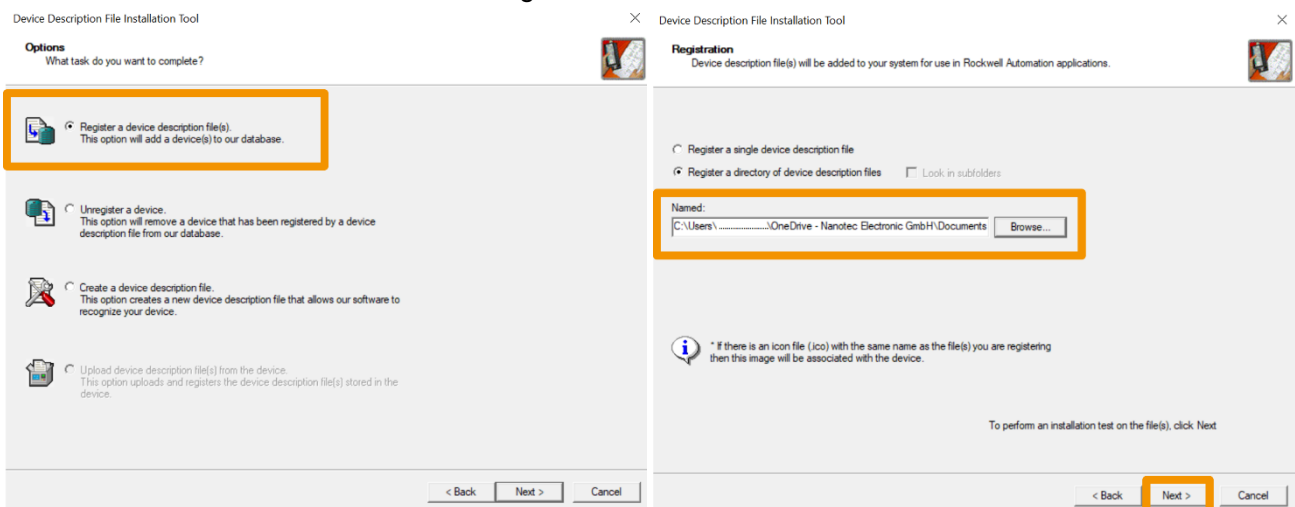 Device Description File Installation Tool
Options
What task do you want to complete?
Register a device description file(s).
This option will add a device(s) to our database.
Unregister a device.
This option will remove a device that has been registered by a device
description file from our database.
Create a device description file.
This option creates a new device description file that allows our software to
recognize your device.
Upload device description file(s) from the device.
This option uploads and registers the device description file(s) stored in the
device.
< Back Next > Cancel
Device Description File Installation Tool
Registration
Device description file(s) will be added to your system for use in Rockwell Automation applications.
Register a single device description file
Register a directory of device description files Look in subfolders
Named:
C:\Users\......................\OneDrive - Nanotec Electronic GmbH\Documents Browse...
* If there is an icon file (.ico) with the same name as the file(s) you are registering
then this image will be associated with the device.
To perform an installation test on the file(s), click Next
< Back Next > Cancel